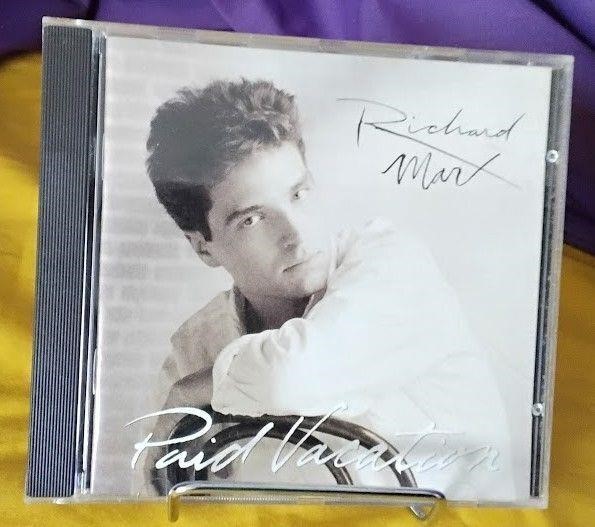 Richard
Marx
Paid Vacation